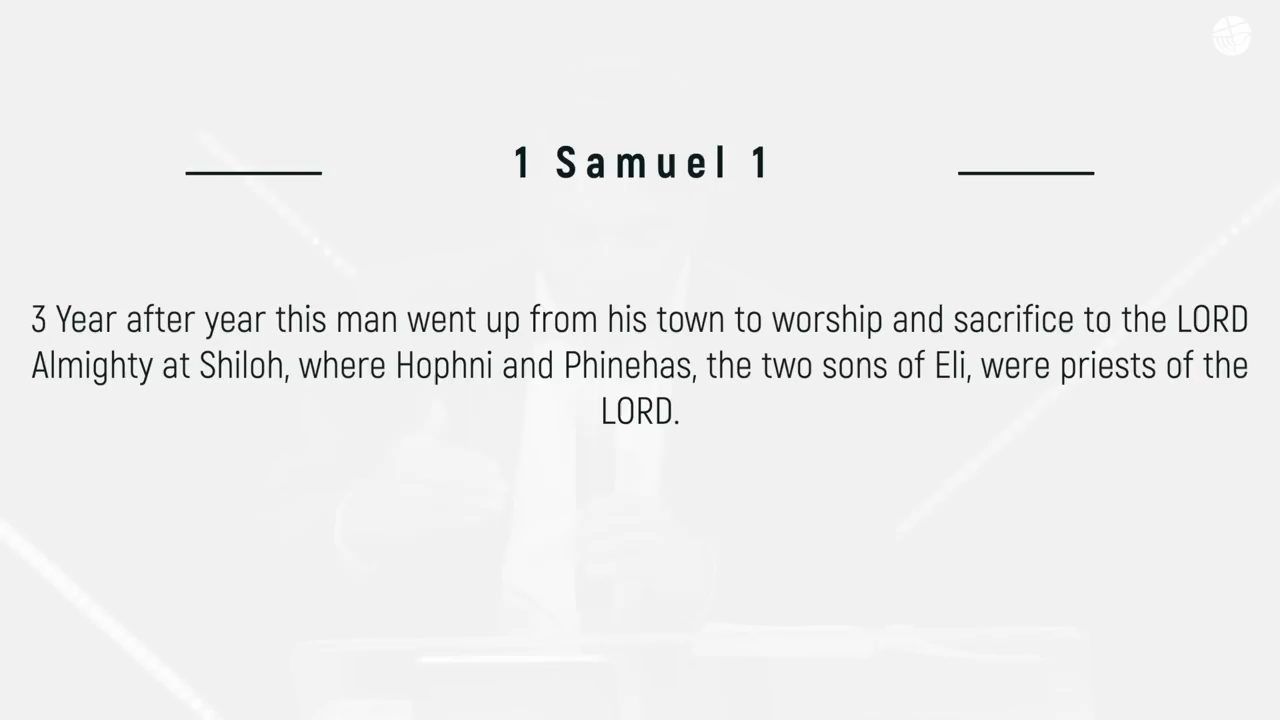 1 Samuel 1
3 Year after year this man went up from his town to worship and sacrifice to the LORD
Almighty at Shiloh, where Hophni and Phinehas, the two sons of Eli, were priests of the
LORD.